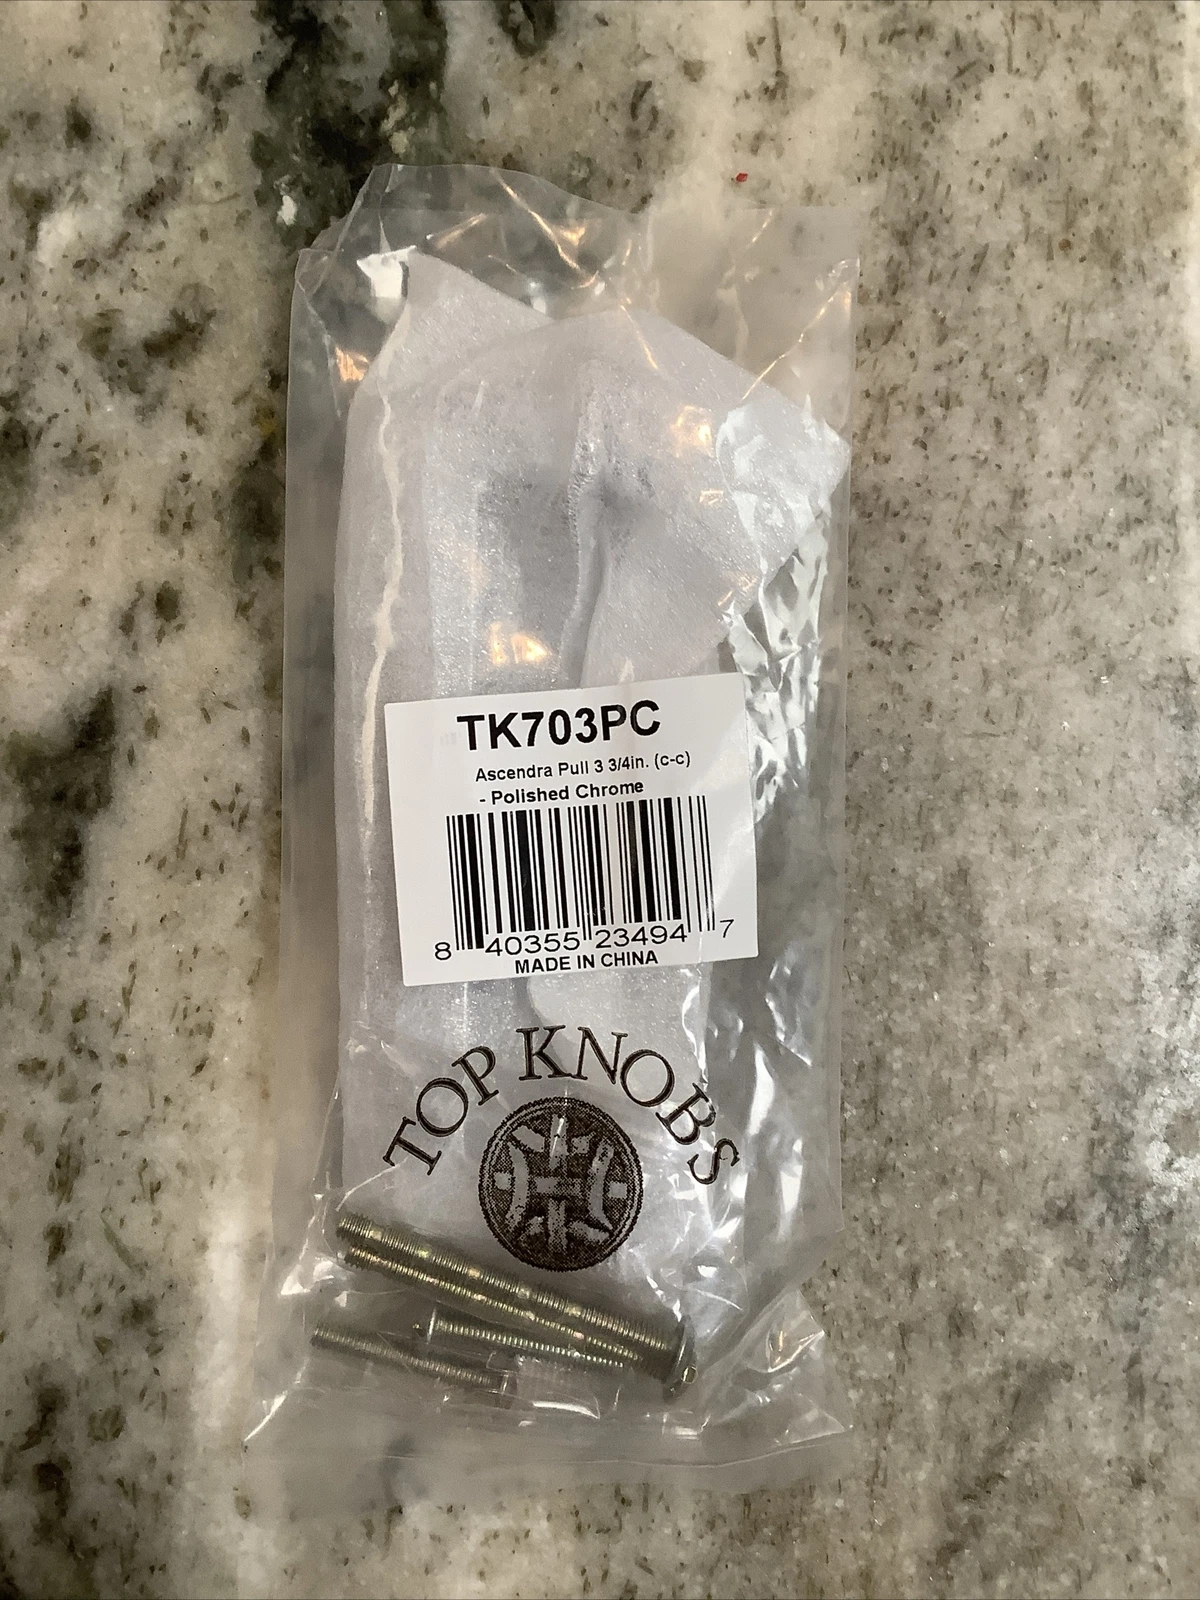 TK703PC
Ascendra Pull 3 3/4in. (c-c)
- Polished Chrome
8 40355 23494 7
MADE IN CHINA
TOP KNOBS